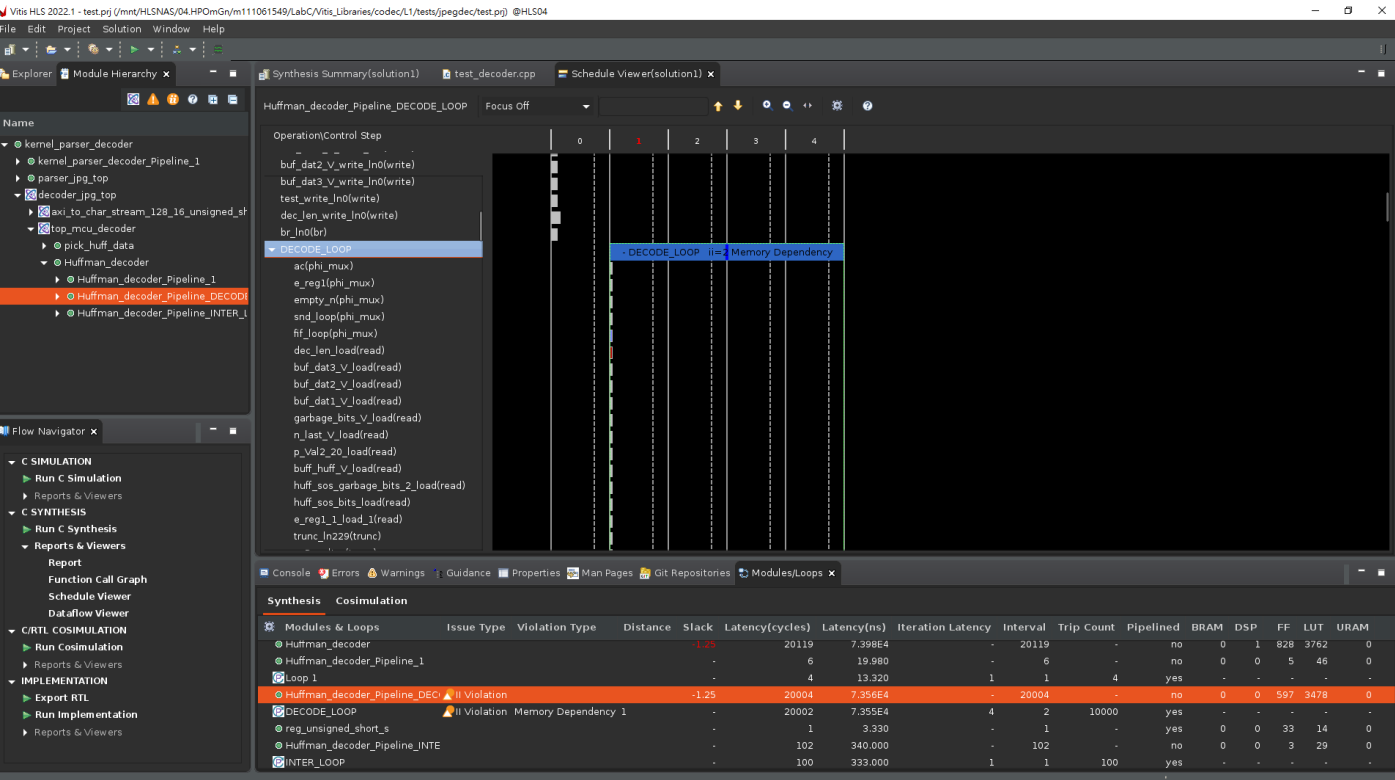 Vitis HLS 2022.1 - test.prj (/mnt/HLSNAS/04.HPOmGn/m111061549/LabC/Vitis_Libraries/codec/L1/tests/jpegdec/test.prj) @HLS04
File Edit Project Solution Window Help
Explorer Module Hierarchy
Name
kernel_parser_decoder
kernel_parser_decoder_Pipeline_1
parser_jpg_top
decoder_jpg_top
axi_to_char_stream_128_16_unsigned_sh
top_mcu_decoder
pick_huff_data
Huffman_decoder
Huffman_decoder_Pipeline_1
Huffman_decoder_Pipeline_DECODE
Huffman_decoder_Pipeline_INTER_L
Flow Navigator
C SIMULATION
Run C Simulation
Reports & Viewers
C SYNTHESIS
Run C Synthesis
Reports & Viewers
Report
Function Call Graph
Schedule Viewer
Dataflow Viewer
C/RTL COSIMULATION
Run Cosimulation
Reports & Viewers
IMPLEMENTATION
Export RTL
Run Implementation
Reports & Viewers
Synthesis Summary(solution1) test_decoder.cpp Schedule Viewer(solution1)
Huffman_decoder_Pipeline_DECODE_LOOP Focus Off
Operation\Control Step 0 1 2 3 4
buf_dat2_V_write_ln0(write)
buf_dat3_V_write_ln0(write)
test_write_ln0(write)
dec_len_write_ln0(write)
br_ln0(br)
DECODE_LOOP - DECODE_LOOP ii=2 Memory Dependency
ac(phi_mux)
e_reg1(phi_mux)
empty_n(phi_mux)
snd_loop(phi_mux)
fif_loop(phi_mux)
dec_len_load(read)
buf_dat3_V_load(read)
buf_dat2_V_load(read)
buf_dat1_V_load(read)
garbage_bits_V_load(read)
n_last_V_load(read)
p_Val2_20_load(read)
buff_huff_V_load(read)
huff_sos_garbage_bits_2_load(read)
huff_sos_bits_load(read)
e_reg1_1_load_1(read)
trunc_ln229(trunc)
Console Errors Warnings Guidance Properties Man Pages Git Repositories Modules/Loops
Synthesis Cosimulation
Modules & Loops Issue Type Violation Type Distance Slack Latency(cycles) Latency(ns) Iteration Latency Interval Trip Count Pipelined BRAM DSP FF LUT URAM
Huffman_decoder -1.25 20119 7.398E4 - 20119 - no 0 1 828 3762 0
Huffman_decoder_Pipeline_1 - 6 19.980 - 6 - no 0 0 5 46 0
Loop 1 - 4 13.320 1 1 4 yes - - - - -
Huffman_decoder_Pipeline_DEC II Violation -1.25 20004 7.356E4 - 20004 - no 0 0 597 3478 0
DECODE_LOOP II Violation Memory Dependency 1 - 20002 7.355E4 4 2 10000 yes - - - - -
reg_unsigned_short_s - 1 3.330 - 1 - yes 0 0 33 14 0
Huffman_decoder_Pipeline_INTE - 102 340.000 - 102 - no 0 0 3 29 0
INTER_LOOP - 100 333.000 1 1 100 yes - - - - -